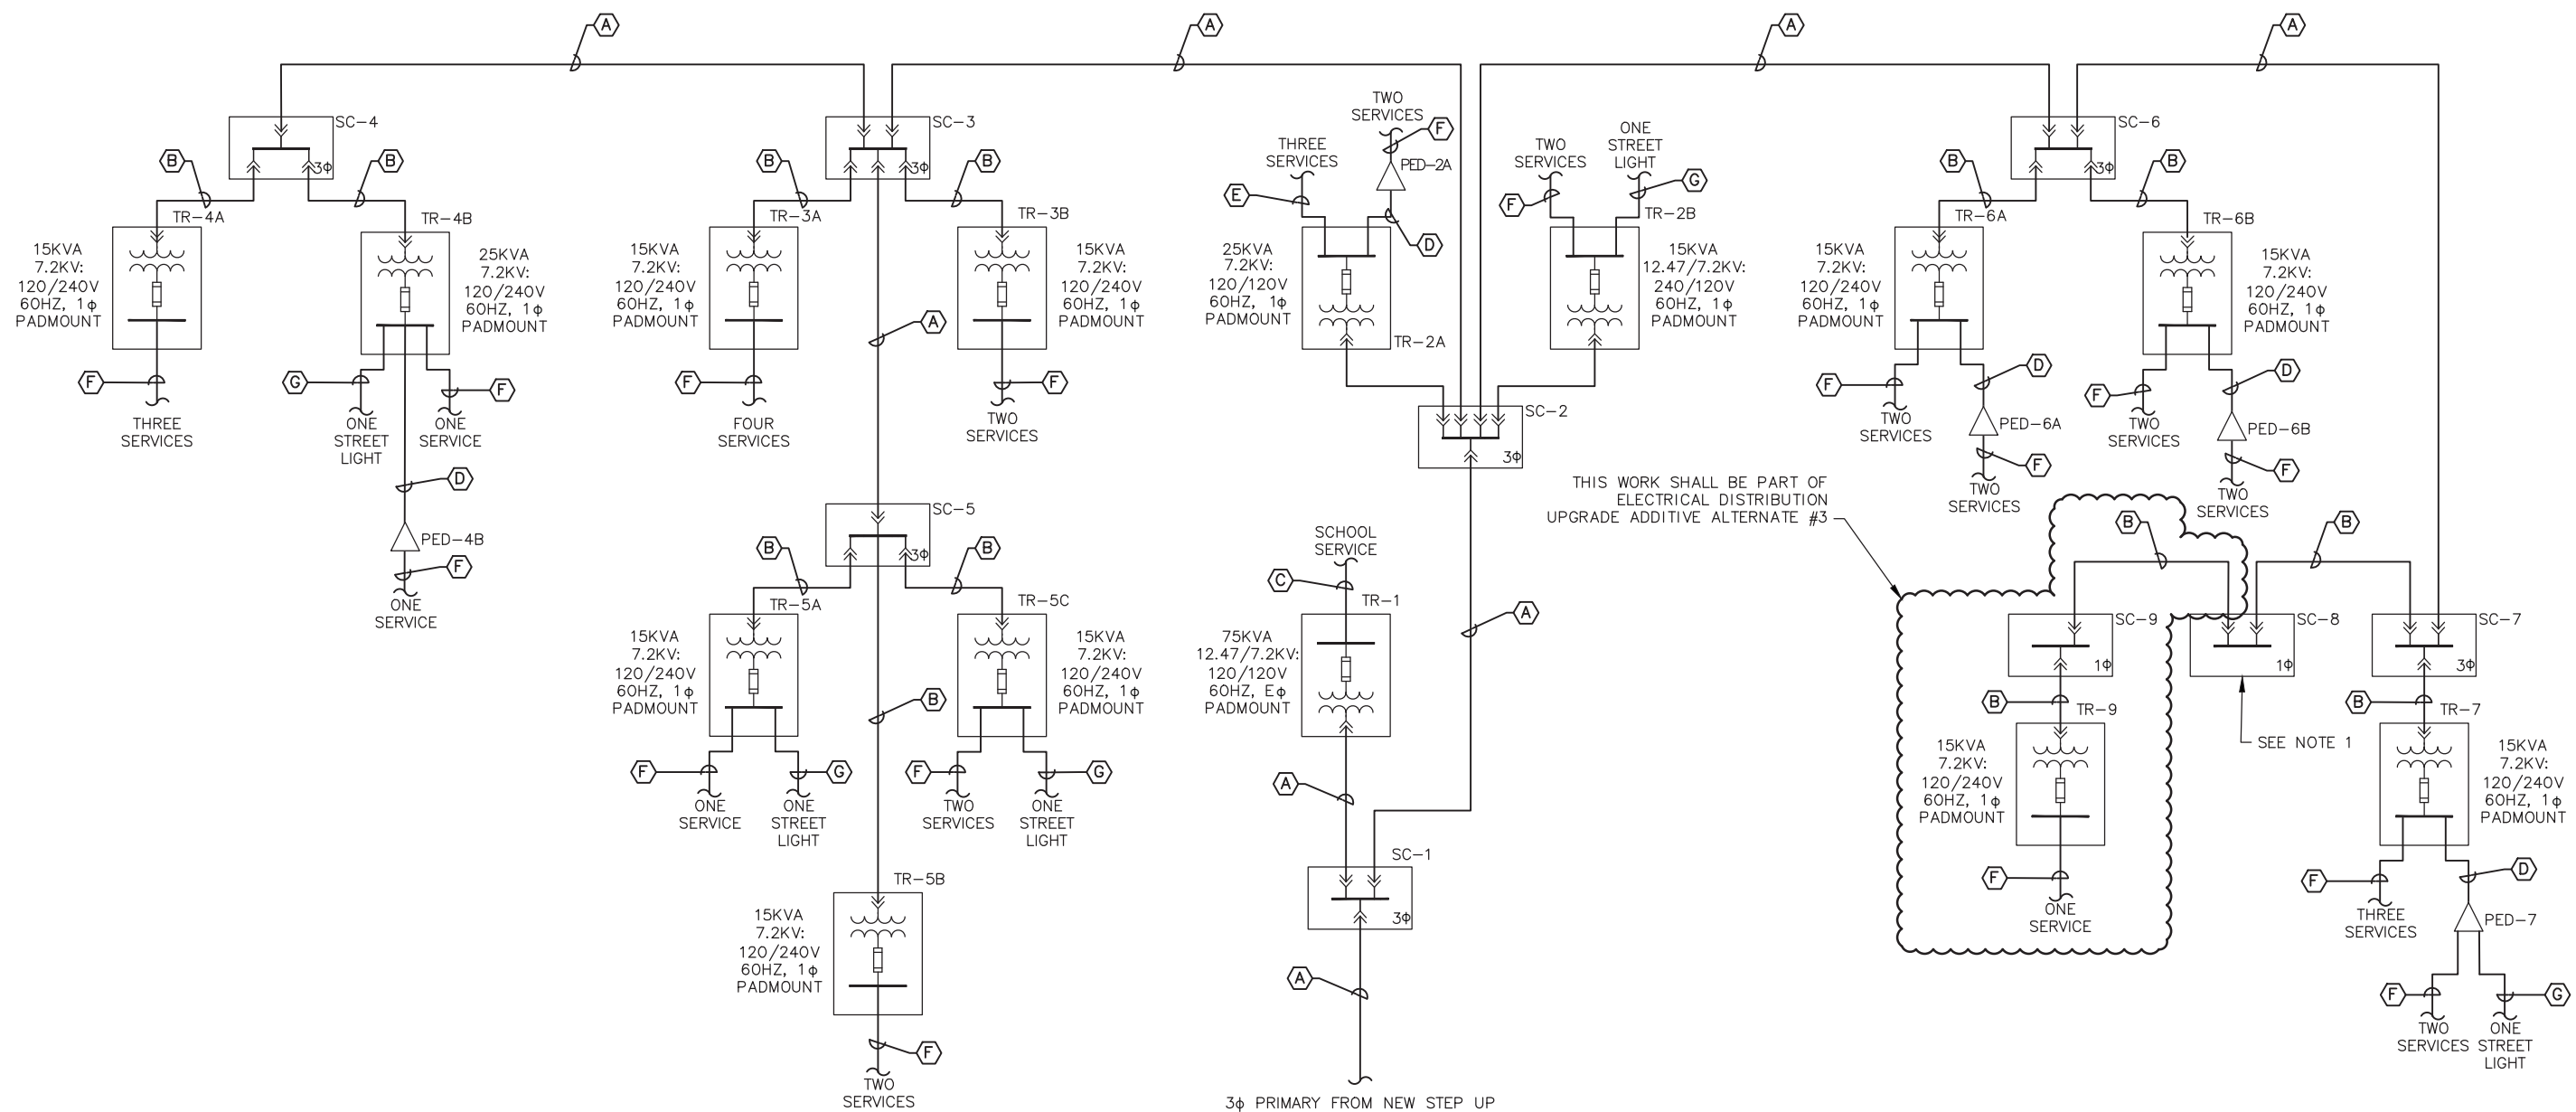 A
A
A
A
SC-4
B
B
3ϕ
TR-4A
15KVA
7.2KV:
120/240V
60HZ, 1ϕ
PADMOUNT
F
THREE
SERVICES
TR-4B
25KVA
7.2KV:
120/240V
60HZ, 1ϕ
PADMOUNT
G
F
ONE
STREET
LIGHT
ONE
SERVICE
D
PED-4B
F
ONE
SERVICE
SC-3
B
B
3ϕ
TR-3A
15KVA
7.2KV:
120/240V
60HZ, 1ϕ
PADMOUNT
F
FOUR
SERVICES
A
TR-3B
15KVA
7.2KV:
120/240V
60HZ, 1ϕ
PADMOUNT
F
TWO
SERVICES
SC-5
B
B
3ϕ
TR-5A
15KVA
7.2KV:
120/240V
60HZ, 1ϕ
PADMOUNT
F
G
ONE
SERVICE
ONE
STREET
LIGHT
B
TR-5C
15KVA
7.2KV:
120/240V
60HZ, 1ϕ
PADMOUNT
F
G
TWO
SERVICES
ONE
STREET
LIGHT
TR-5B
15KVA
7.2KV:
120/240V
60HZ, 1ϕ
PADMOUNT
F
TWO
SERVICES
TWO
SERVICES
F
PED-2A
THREE
SERVICES
E
D
25KVA
7.2KV:
120/120V
60HZ, 1ϕ
PADMOUNT
TR-2A
TWO
SERVICES
ONE
STREET
LIGHT
F
G
TR-2B
15KVA
12.47/7.2KV:
240/120V
60HZ, 1ϕ
PADMOUNT
SC-2
3ϕ
SCHOOL
SERVICE
C
TR-1
75KVA
12.47/7.2KV:
120/120V
60HZ, Eϕ
PADMOUNT
A
A
SC-1
3ϕ
A
3ϕ PRIMARY FROM NEW STEP UP
SC-6
B
B
3ϕ
TR-6A
15KVA
7.2KV:
120/240V
60HZ, 1ϕ
PADMOUNT
F
D
TWO
SERVICES
PED-6A
F
TWO
SERVICES
TR-6B
15KVA
7.2KV:
120/240V
60HZ, 1ϕ
PADMOUNT
F
D
TWO
SERVICES
PED-6B
F
TWO
SERVICES
THIS WORK SHALL BE PART OF
ELECTRICAL DISTRIBUTION
UPGRADE ADDITIVE ALTERNATE #3
B
B
SC-9
1ϕ
SC-8
1ϕ
SC-7
3ϕ
SEE NOTE 1
B
TR-9
15KVA
7.2KV:
120/240V
60HZ, 1ϕ
PADMOUNT
F
ONE
SERVICE
B
TR-7
15KVA
7.2KV:
120/240V
60HZ, 1ϕ
PADMOUNT
F
D
THREE
SERVICES
PED-7
F
G
TWO
SERVICES
ONE
STREET
LIGHT